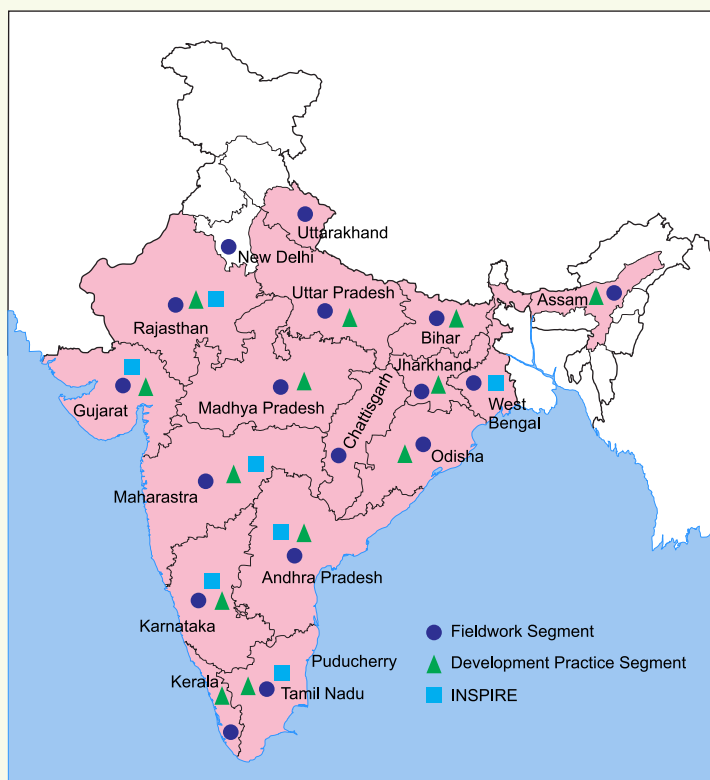 Uttarakhand
New Delhi
Uttar Pradesh
Assam
Rajasthan
Bihar
Jharkhand
Gujarat
Madhya Pradesh
Chattisgarh
West
Bengal
Odisha
Maharastra
Andhra Pradesh
Karnataka
Fieldwork Segment
Puducherry
Development Practice Segment
Kerala
Tamil Nadu
INSPIRE